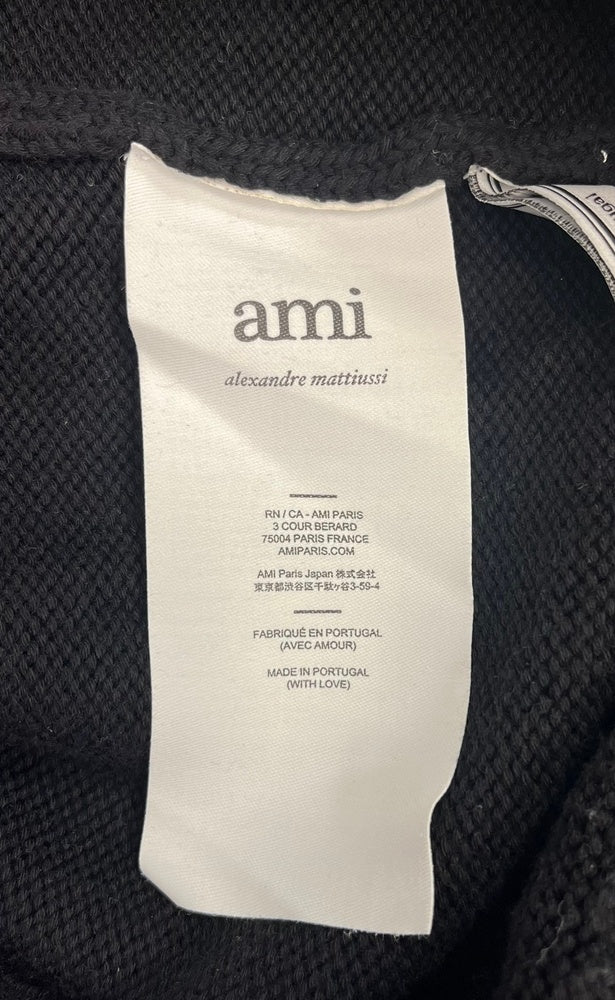 ami
alexandre mattiussi
RN / CA - AMI PARIS
3 COUR BERARD
75004 PARIS FRANCE
AMIPARIS.COM
AMI Paris Japan 株式会社
東京都渋谷区千駄ヶ谷3-59-4
FABRIQUÉ EN PORTUGAL
(AVEC AMOUR)
MADE IN PORTUGAL
(WITH LOVE)